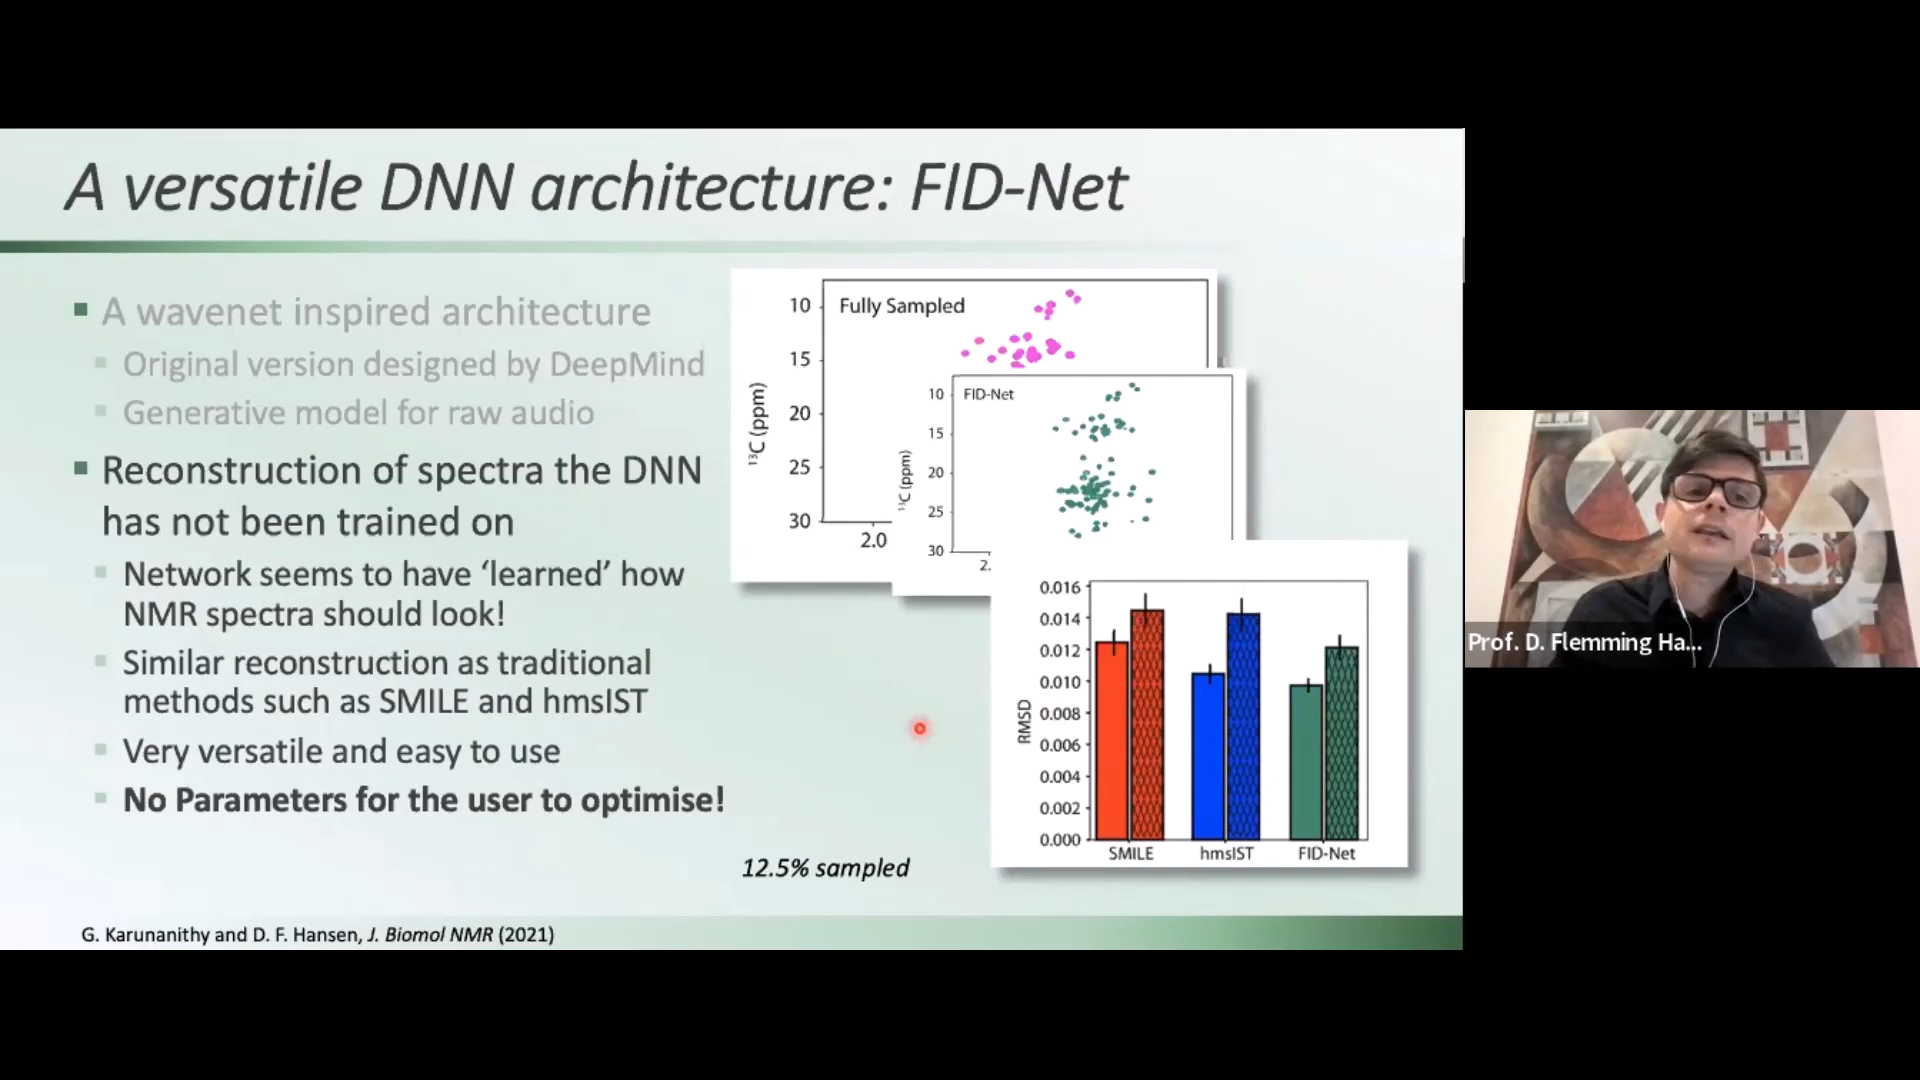 A versatile DNN architecture: FID-Net
A wavenet inspired architecture
Original version designed by DeepMind
Generative model for raw audio
Reconstruction of spectra the DNN
has not been trained on
Network seems to have ‘learned’ how
NMR spectra should look!
Similar reconstruction as traditional
methods such as SMILE and hmsIST
Very versatile and easy to use
No Parameters for the user to optimise!
12.5% sampled
G. Karunanithy and D. F. Hansen, J. Biomol NMR (2021)
Fully Sampled
10
15
20
25
30
13C (ppm)
2.0
FID-Net
10
15
20
25
30
13C (ppm)
2.
0.016
0.014
0.012
0.010
0.008
0.006
0.004
0.002
0.000
RMSD
SMILE
hmsIST
FID-Net
Prof. D. Flemming Ha...